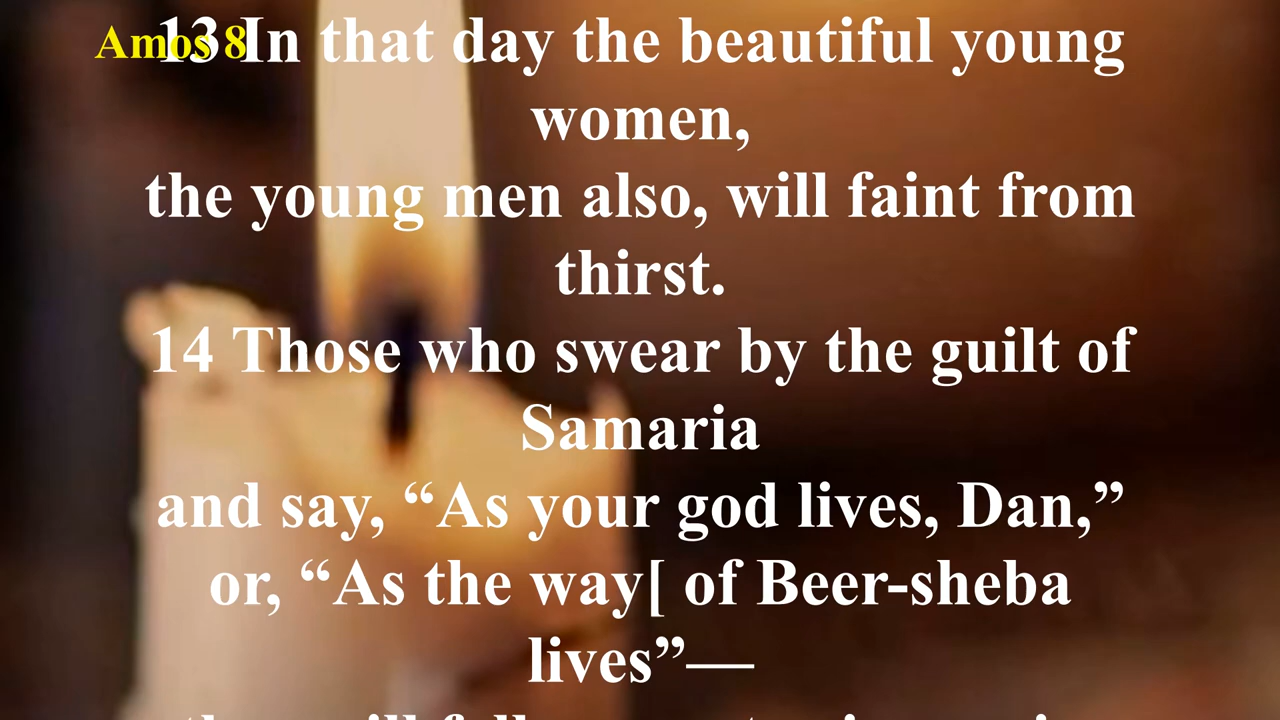 Amos 8
13 In that day the beautiful young
women,
the young men also, will faint from
thirst.
14 Those who swear by the guilt of
Samaria
and say, “As your god lives, Dan,”
or, “As the way[ of Beer-sheba
lives”—